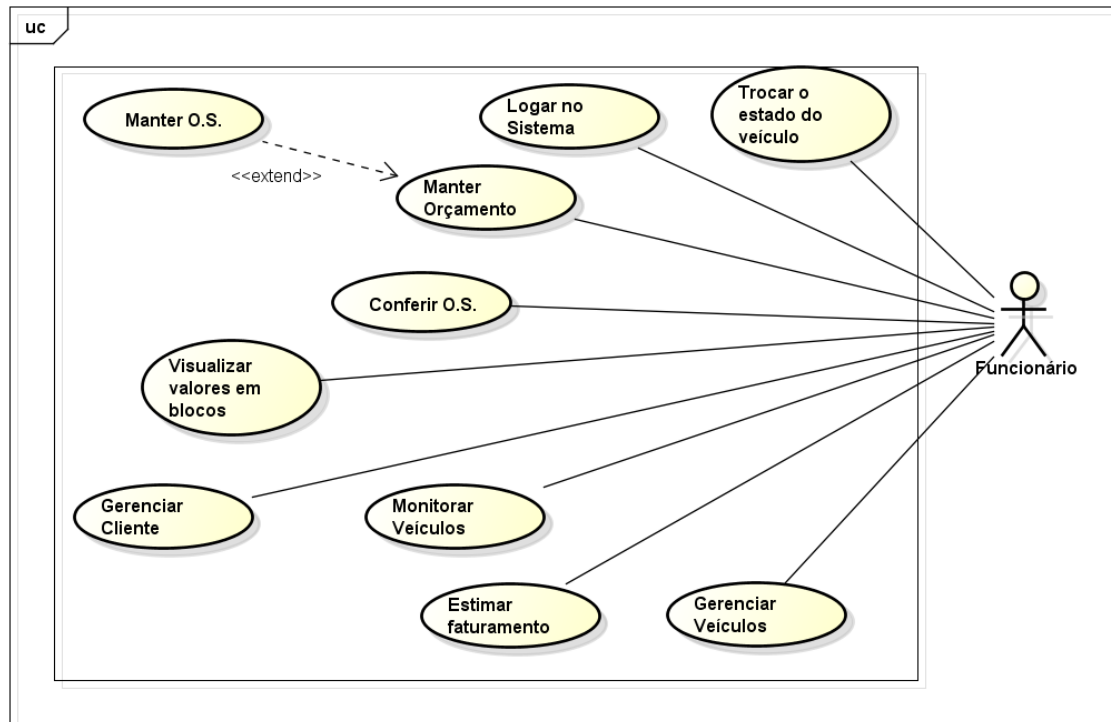 uc
Manter O.S.
Logar no
Sistema
Trocar o
estado do
veículo
<<extend>>
Manter
Orçamento
Conferir O.S.
Visualizar
valores em
blocos
Funcionário
Gerenciar
Cliente
Monitorar
Veículos
Estimar
faturamento
Gerenciar
Veículos